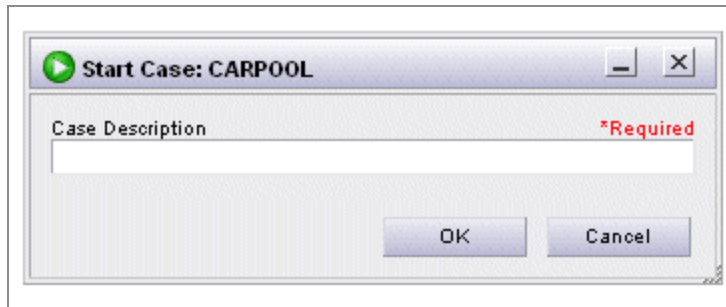 Start Case: CARPOOL
Case Description *Required
OK Cancel